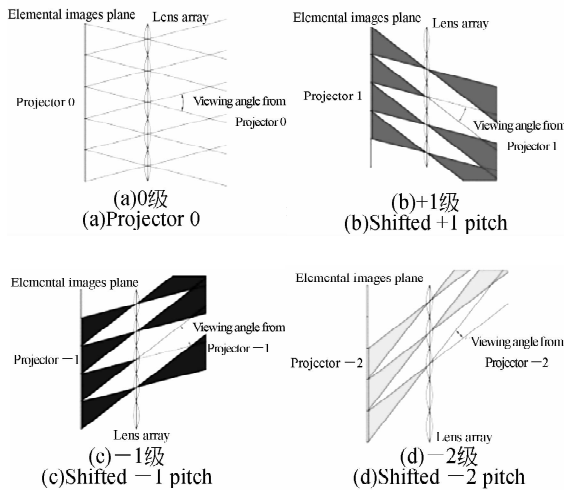 Elemental images plane
Lens array
Projector 0
Viewing angle from
Projector 0
(a)0级
(a)Projector 0
Elemental images plane
Lens array
Projector 1
Viewing angle from
Projector 1
(b)+1级
(b)Shifted +1 pitch
Elemental images plane
Viewing angle from
Projector －1
Projector －1
Lens array
(c)－1级
(c)Shifted －1 pitch
Elemental images plane
Viewing angle from
Projector －2
Projector －2
Lens array
(d)－2级
(d)Shifted －2 pitch